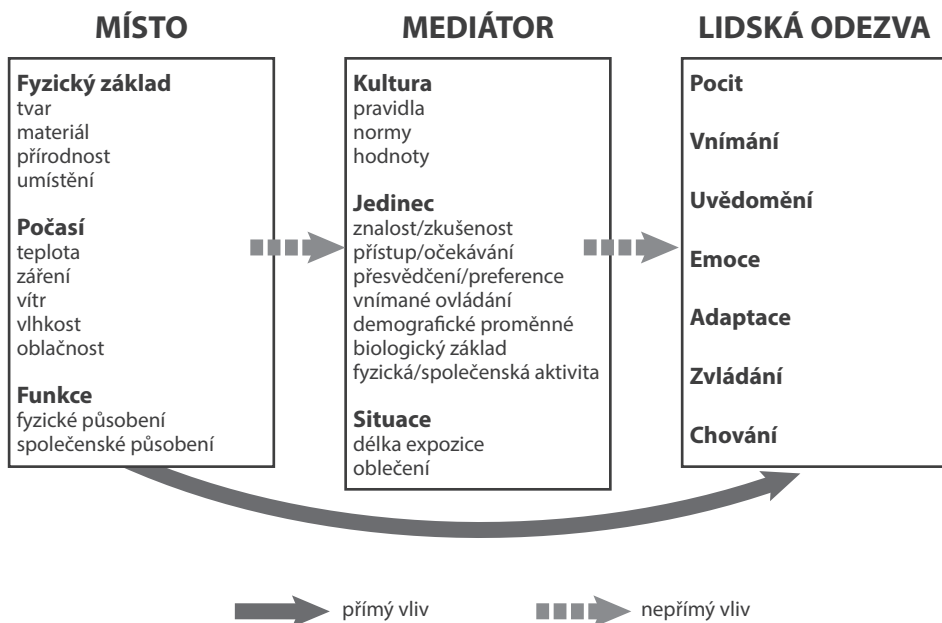 MÍSTO
Fyzický základ
tvar
materiál
přírodnost
umístění
Počasí
teplota
záření
vítr
vlhkost
oblačnost
Funkce
fyzické působení
společenské působení
MEDIÁTOR
Kultura
pravidla
normy
hodnoty
Jedinec
znalost/zkušenost
přístup/očekávání
přesvědčení/preference
vnímané ovládání
demografické proměnné
biologický základ
fyzická/společenská aktivita
Situace
délka expozice
oblečení
LIDSKÁ ODEZVA
Pocit
Vnímání
Uvědomění
Emoce
Adaptace
Zvládání
Chování
přímý vliv
nepřímý vliv